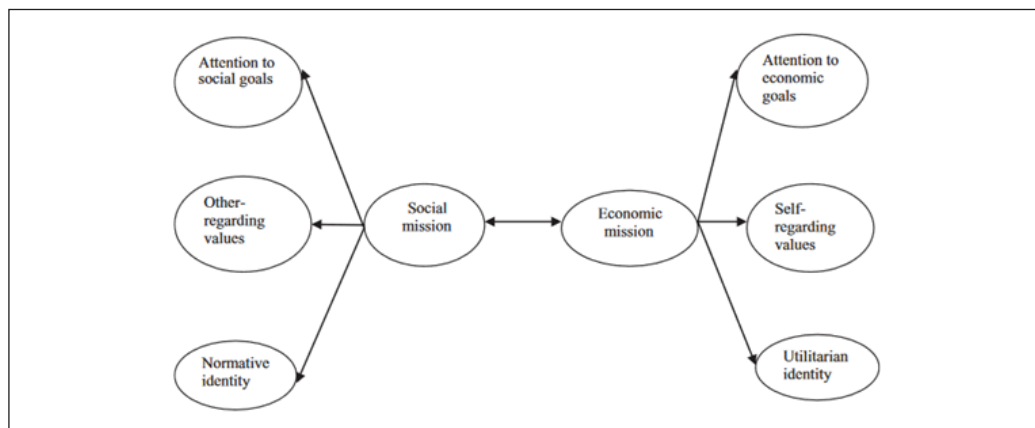 Attention to
social goals
Attention to
economic
goals
Other-
regarding
values
Social
mission
Economic
mission
Self-
regarding
values
Normative
identity
Utilitarian
identity